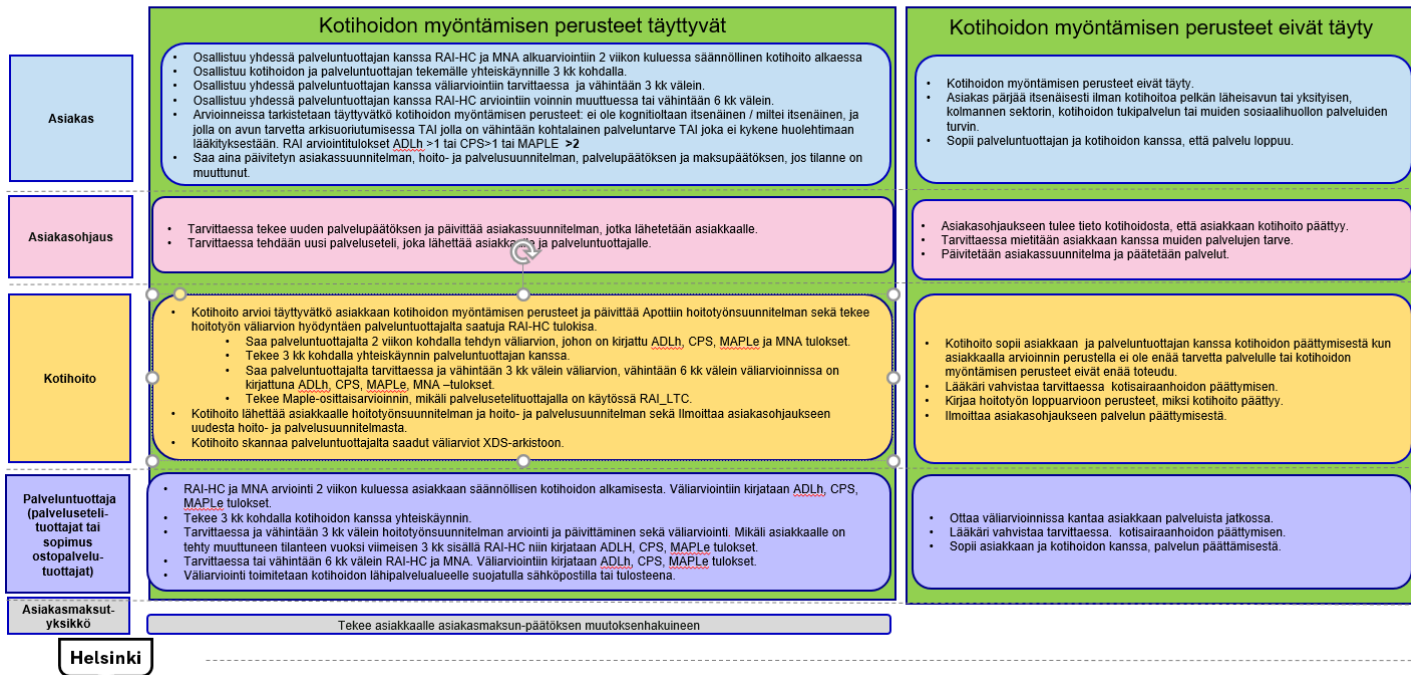 Kotihoidon myöntämisen perusteet täyttyvät
Kotihoidon myöntämisen perusteet eivät täyty
Asiakas
• Osallistuu yhdessä palveluntuottajan kanssa RAI-HC ja MNA alkuarviointiin 2 viikon kuluessa säännöllinen kotihoito alkaessa
• Osallistuu kotihoidon ja palveluntuottajan tekemälle yhteiskäynnille 3 kk kohdalla.
• Osallistuu yhdessä palveluntuottajan kanssa väliarviointiin tarvittaessa ja vähintään 3 kk välein.
• Osallistuu yhdessä palveluntuottajan kanssa RAI-HC arviointiin voinnin muuttuessa tai vähintään 6 kk välein.
• Arvioinneissa tarkistetaan täyttyvätkö kotihoidon myöntämisen perusteet: ei ole kognitioltaan itsenäinen / miltei itsenäinen, ja
jolla on avun tarvetta arkisuoriutumisessa TAI jolla on vähintään kohtalainen palveluntarve TAI joka ei kykene huolehtimaan
lääkityksestään. RAI arviointitulokset ADLh >1 tai CPS>1 tai MAPLE >2
• Saa aina päivitetyn asiakassuunnitelman, hoito- ja palvelusuunnitelman, palvelupäätöksen ja maksupäätöksen, jos tilanne on
muuttunut.
• Kotihoidon myöntämisen perusteet eivät täyty.
• Asiakas pärjää itsenäisesti ilman kotihoitoa pelkän läheisavun tai yksityisen,
kolmannen sektorin, kotihoidon tukipalvelun tai muiden sosiaalihuollon palveluiden
turvin.
• Sopii palveluntuottajan ja kotihoidon kanssa, että palvelu loppuu.
Asiakasohjaus
• Tarvittaessa tekee uuden palvelupäätöksen ja päivittää asiakassuunnitelman, jotka lähetetään asiakkaalle.
• Tarvittaessa tehdään uusi palveluseteli, joka lähettää asiakkaalle ja palveluntuottajalle.
• Asiakasohjaukseen tulee tieto kotihoidosta, että asiakkaan kotihoito päättyy.
• Tarvittaessa mietitään asiakkaan kanssa muiden palvelujen tarve.
• Päivitetään asiakassuunnitelma ja päätetään palvelut.
Kotihoito
• Kotihoito arvioi täyttyvätkö asiakkaan kotihoidon myöntämisen perusteet ja päivittää Apottiin hoitotyönsuunnitelman sekä tekee
hoitotyön väliarvion hyödyntäen palveluntuottajalta saatuja RAI-HC tulokisa.
• Saa palveluntuottajalta 2 viikon kohdalla tehdyn väliarvion, johon on kirjattu ADLh, CPS, MAPLe ja MNA tulokset.
• Tekee 3 kk kohdalla yhteiskäynnin palveluntuottajan kanssa.
• Saa palveluntuottajalta tarvittaessa ja vähintään 3 kk välein väliarvion, vähintään 6 kk välein väliarvioinnissa on
kirjattuna ADLh, CPS, MAPLe, MNA –tulokset.
• Tekee Maple-osittaisarvioinnin, mikäli palvelusetelituottajalla on käytössä RAI_LTC.
• Kotihoito lähettää asiakkaalle hoitotyönsuunnitelman ja hoito- ja palvelusuunnitelman sekä Ilmoittaa asiakasohjaukseen
uudesta hoito- ja palvelusuunnitelmasta.
• Kotihoito skannaa palveluntuottajalta saadut väliarviot XDS-arkistoon.
• Kotihoito sopii asiakkaan ja palveluntuottajan kanssa kotihoidon päättymisestä kun
asiakkaalla arvioinnin perustella ei ole enää tarvetta palvelulle tai kotihoidon
myöntämisen perusteet eivät enää toteudu.
• Lääkäri vahvistaa tarvittaessa kotisairaanhoidon päättymisen.
• Kirjaa hoitotyön loppuarvioon perusteet, miksi kotihoito päättyy.
• Ilmoittaa asiakasohjaukseen palvelun päättymisestä.
Palveluntuottaja
(palveluseteli-
tuottajat tai
sopimus
ostopalvelu-
tuottajat)
• RAI-HC ja MNA arviointi 2 viikon kuluessa asiakkaan säännöllisen kotihoidon alkamisesta. Väliarviointiin kirjataan ADLh, CPS,
MAPLe tulokset.
• Tekee 3 kk kohdalla kotihoidon kanssa yhteiskäynnin.
• Tarvittaessa ja vähintään 3 kk välein hoitotyönsuunnitelman arviointi ja päivittäminen sekä väliarviointi. Mikäli asiakkaalle on
tehty muuttuneen tilanteen vuoksi viimeisen 3 kk sisällä RAI-HC niin kirjataan ADLH, CPS, MAPLe tulokset.
• Tarvittaessa tai vähintään 6 kk välein RAI-HC ja MNA. Väliarviointiin kirjataan ADLh, CPS, MAPLe tulokset.
• Väliarviointi toimitetaan kotihoidon lähipalvelualueelle suojatulla sähköpostilla tai tulosteena.
• Ottaa väliarvioinnissa kantaa asiakkaan palveluista jatkossa.
• Lääkäri vahvistaa tarvittaessa. kotisairaanhoidon päättymisen.
• Sopii asiakkaan ja kotihoidon kanssa, palvelun päättämisestä.
Asiakasmaksut-
yksikkö
Tekee asiakkaalle asiakasmaksun-päätöksen muutoksenhakuineen
Helsinki